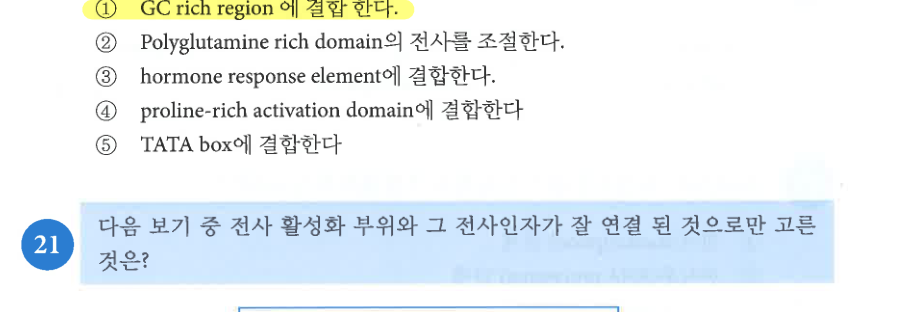 ① GC rich region 에 결합 한다.
② Polyglutamine rich domain의 전사를 조절한다.
③ hormone response element에 결합한다.
④ proline-rich activation domain에 결합한다
⑤ TATA box에 결합한다
21 다음 보기 중 전사 활성화 부위와 그 전사인자가 잘 연결 된 것으로만 고른
것은?